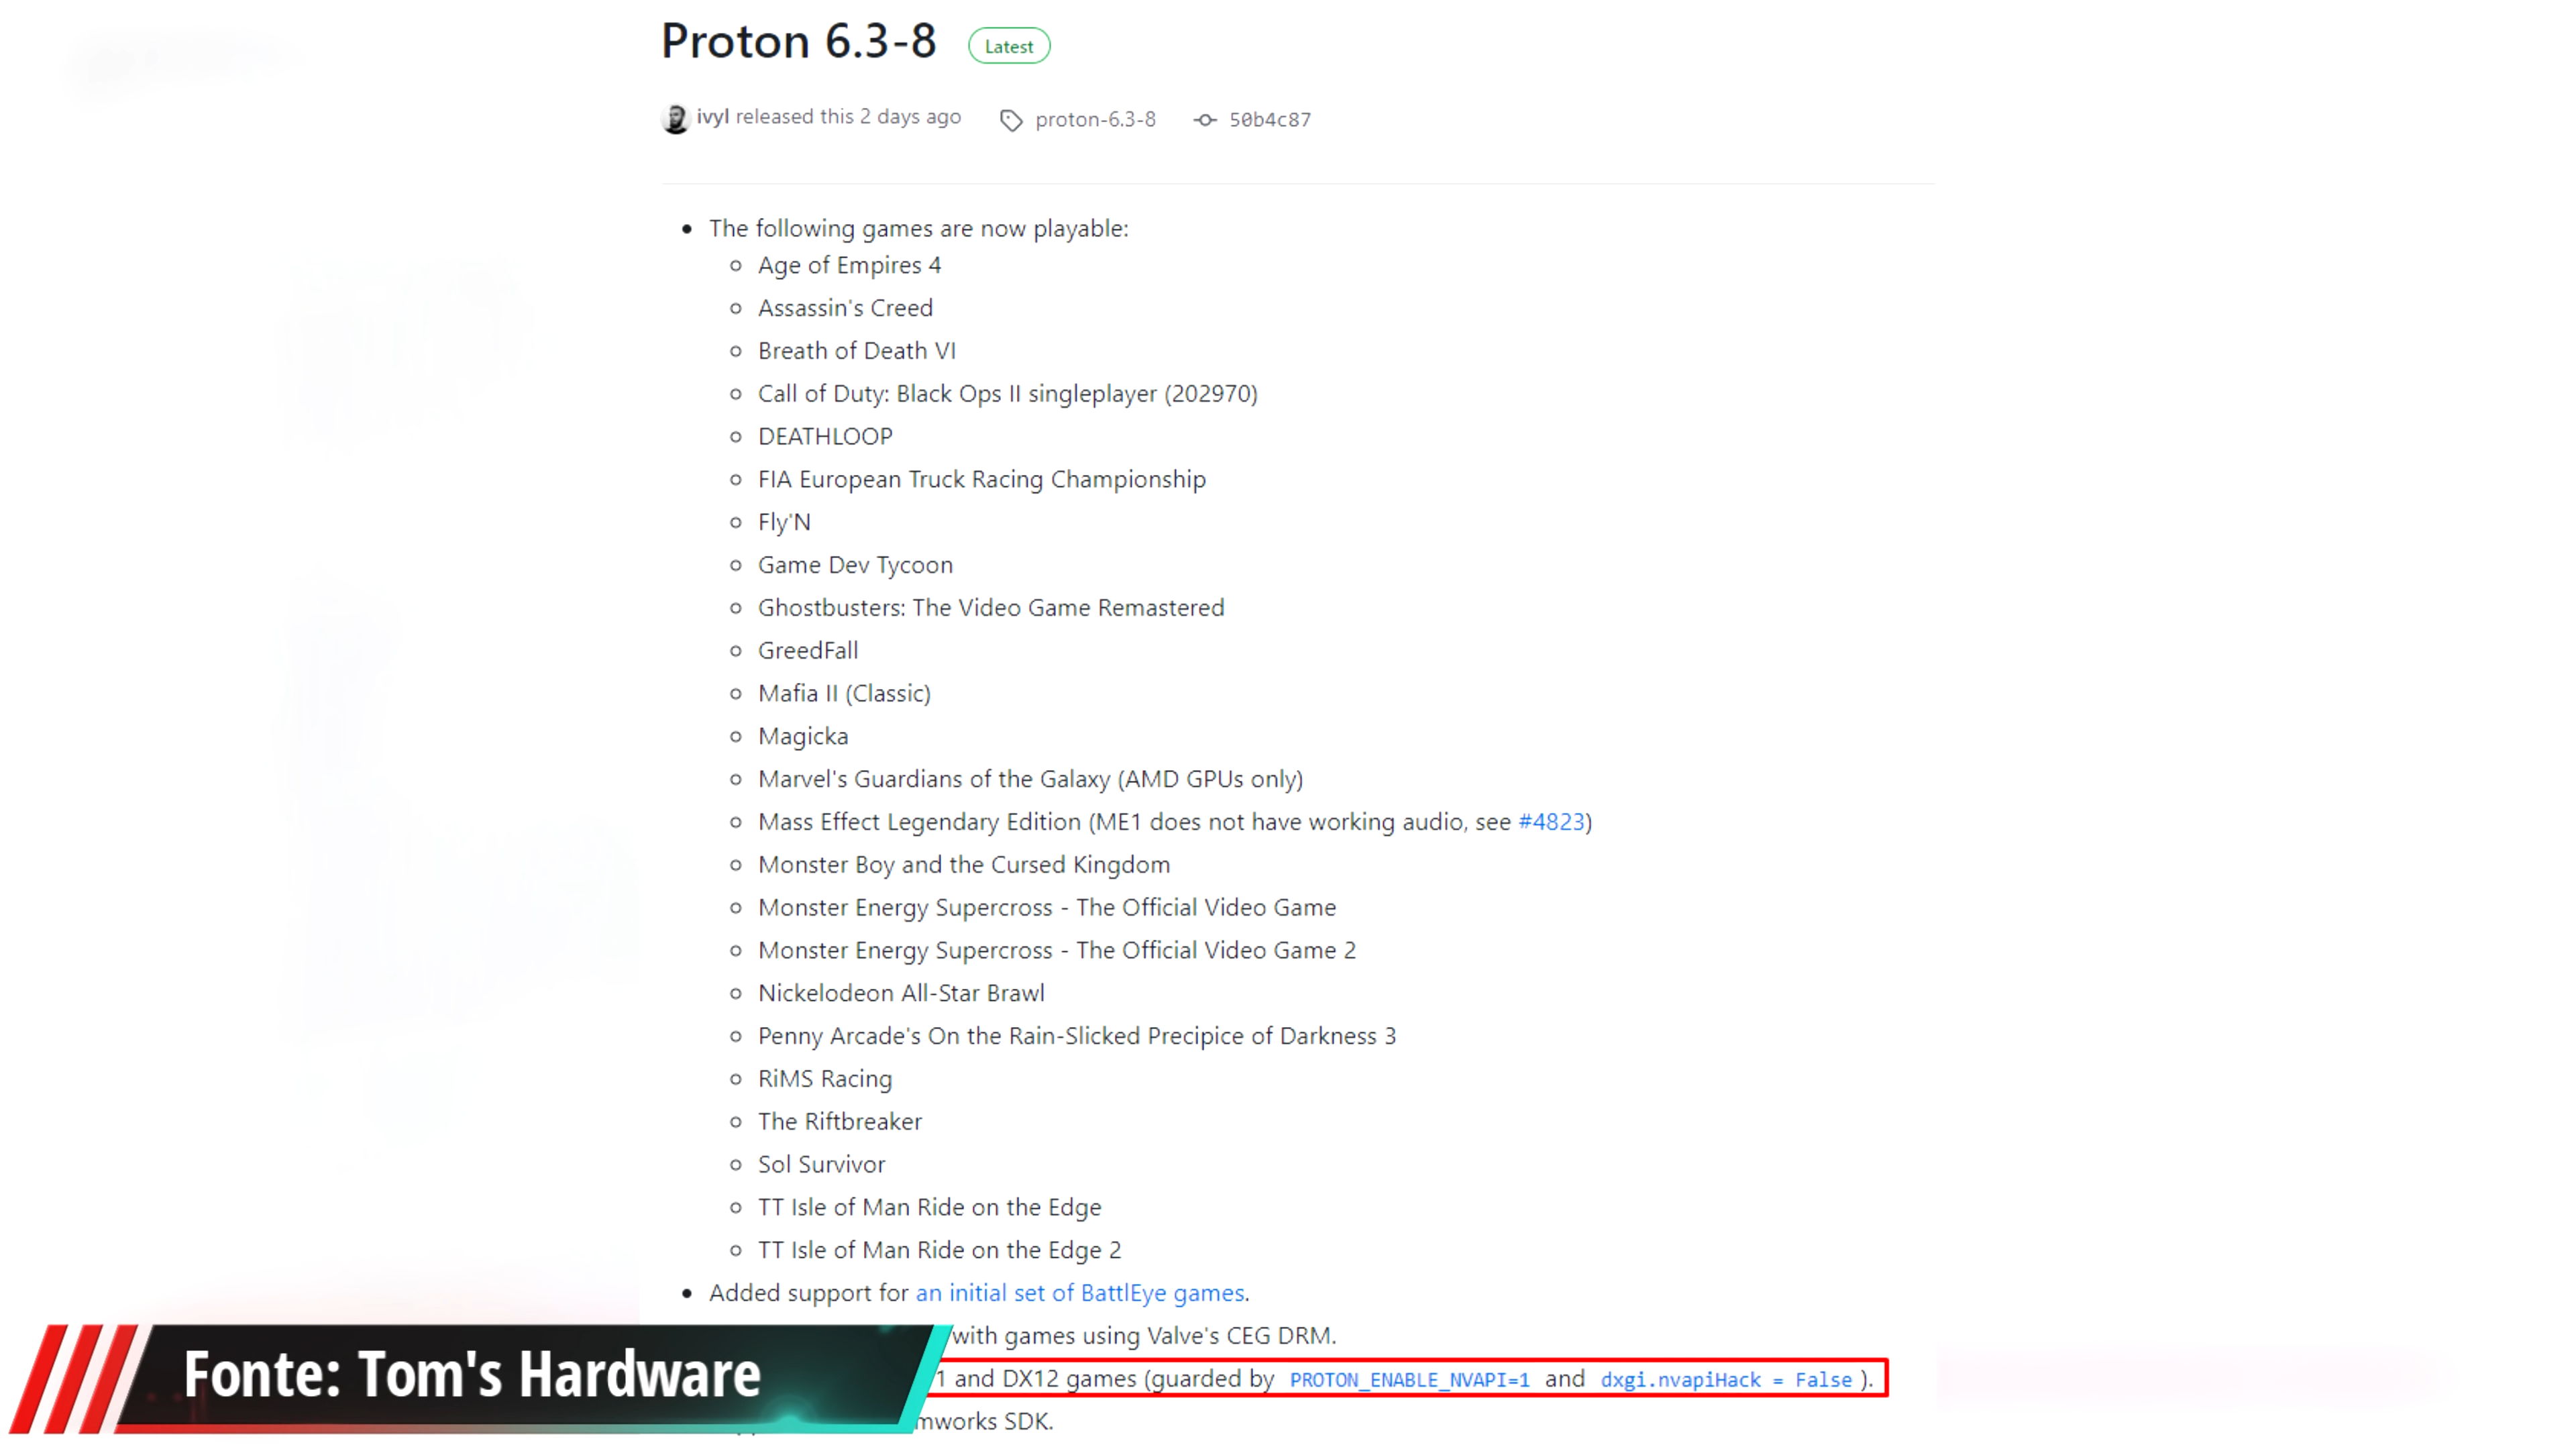 Proton 6.3-8 Latest
ivyl released this 2 days ago proton-6.3-8 50b4c87
The following games are now playable:
Age of Empires 4
Assassin's Creed
Breath of Death VI
Call of Duty: Black Ops II singleplayer (202970)
DEATHLOOP
FIA European Truck Racing Championship
Fly'N
Game Dev Tycoon
Ghostbusters: The Video Game Remastered
GreedFall
Mafia II (Classic)
Magicka
Marvel's Guardians of the Galaxy (AMD GPUs only)
Mass Effect Legendary Edition (ME1 does not have working audio, see #4823)
Monster Boy and the Cursed Kingdom
Monster Energy Supercross - The Official Video Game
Monster Energy Supercross - The Official Video Game 2
Nickelodeon All-Star Brawl
Penny Arcade's On the Rain-Slicked Precipice of Darkness 3
RiMS Racing
The Riftbreaker
Sol Survivor
TT Isle of Man Ride on the Edge
TT Isle of Man Ride on the Edge 2
Added support for an initial set of BattlEye games.
with games using Valve's CEG DRM.
1 and DX12 games (guarded by PROTON_ENABLE_NVAPI=1 and dxgi.nvapiHack = False ).
mworks SDK.
Fonte: Tom's Hardware